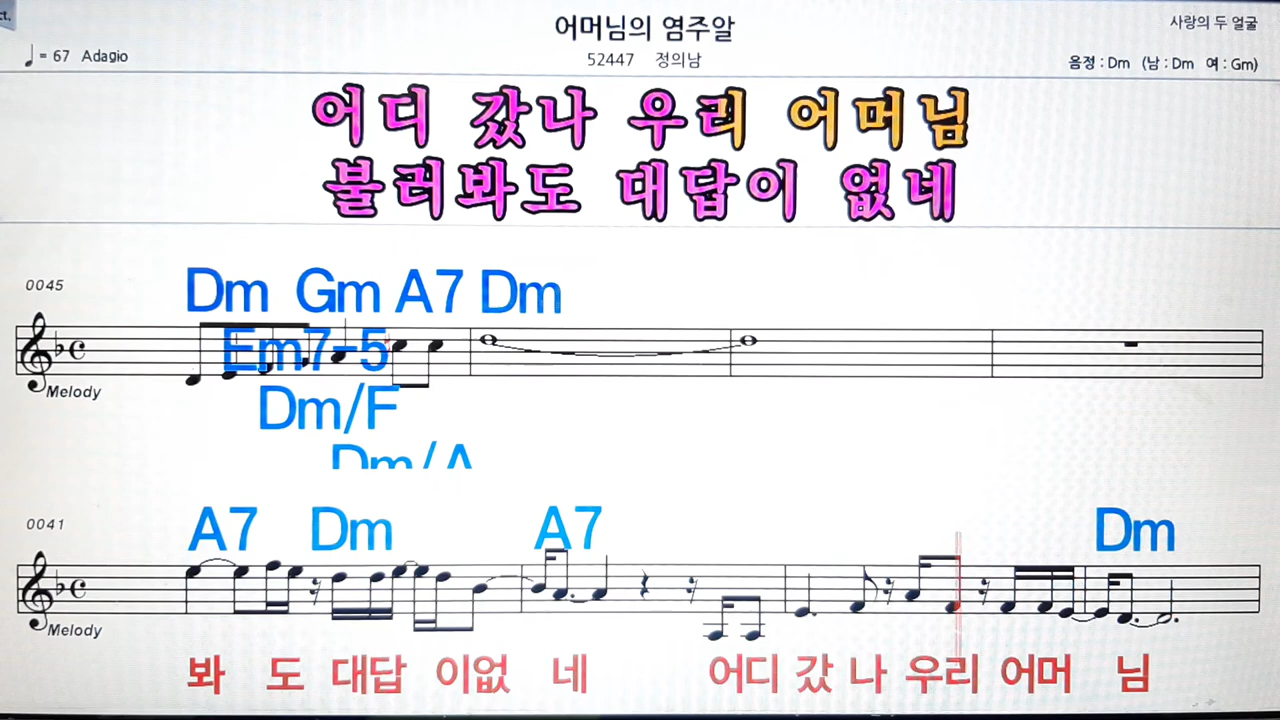 어머님의 염주알
사랑의 두 얼굴
♩ = 67 Adagio
52447 정의남
음정 : Dm (남 : Dm 여 : Gm)
어디 갔나 우리 어머님
불러봐도 대답이 없네
0045
Dm Gm A7 Dm
Em7-5
Melody
Dm/F
Dm/A
0041
A7 Dm A7 Dm
Melody
봐 도 대답 이없 네 어디 갔 나 우리 어머 님